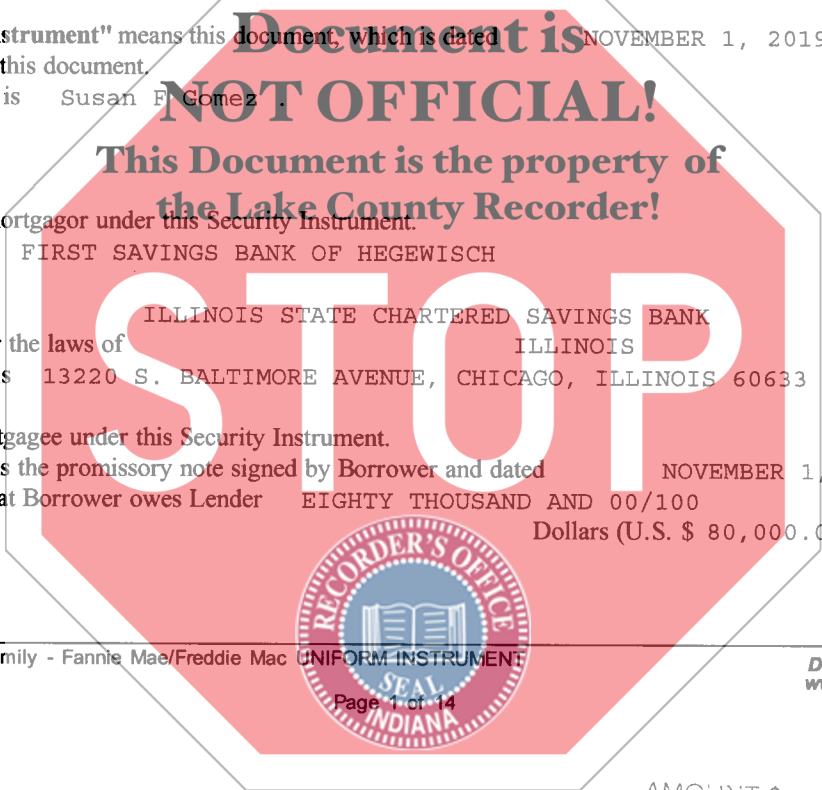 strument" means this document, which is dated NOVEMBER 1, 2019
this document.
is Susan F Gomez .
Document is
NOT OFFICIAL!
This Document is the property of
the Lake County Recorder!
ortgagor under this Security Instrument.
FIRST SAVINGS BANK OF HEGEWISCH
STOP
ILLINOIS STATE CHARTERED SAVINGS BANK
the laws of ILLINOIS
s 13220 S. BALTIMORE AVENUE, CHICAGO, ILLINOIS 60633
tgagee under this Security Instrument.
s the promissory note signed by Borrower and dated NOVEMBER 1,
at Borrower owes Lender EIGHTY THOUSAND AND 00/100
Dollars (U.S. $ 80,000.0
RECORDER'S OFFICE
SEAL
INDIANA
mily - Fannie Mae/Freddie Mac UNIFORM INSTRUMENT
Page 1 of 14